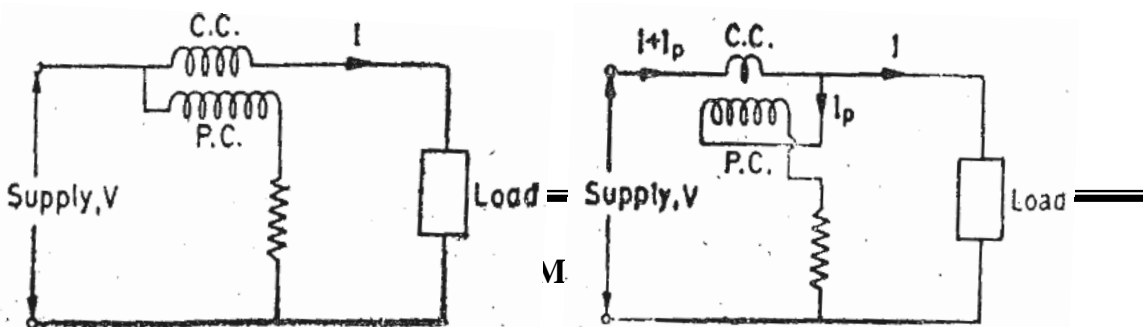 C.C.
I
P.C.
Supply,V
Load
M
I+Ip
C.C.
I
Ip
P.C.
Supply,V
Load